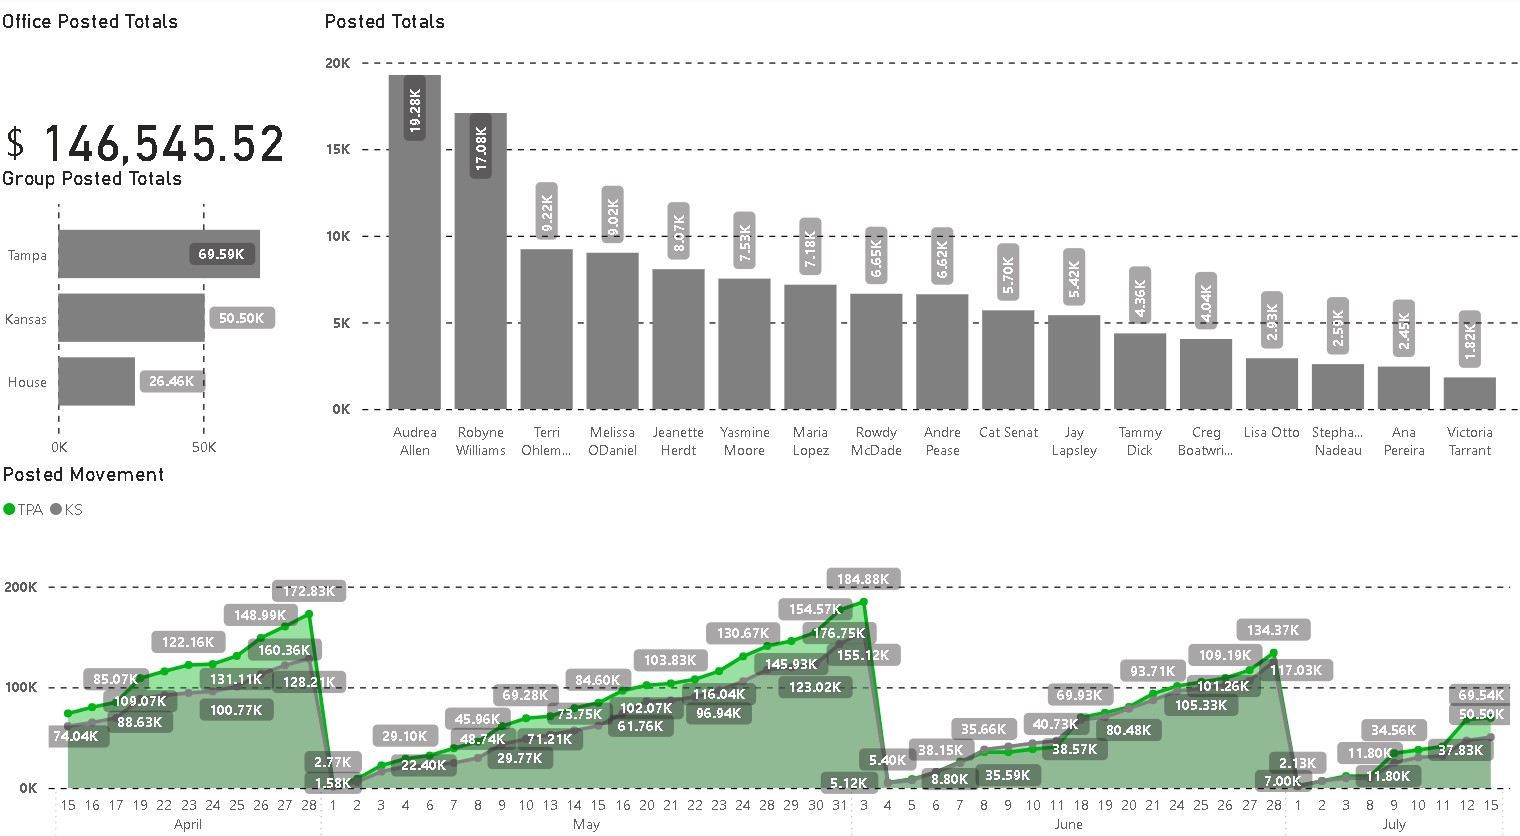 Office Posted Totals
$ 146,545.52
Group Posted Totals
Tampa 69.59K
Kansas 50.50K
House 26.46K
0K 50K
Posted Totals
20K
15K
10K
5K
0K
19.28K 17.08K 9.22K 9.02K 8.07K 7.53K 7.18K 6.65K 6.62K 5.70K 5.42K 4.36K 4.04K 2.93K 2.59K 2.45K 1.82K
Audrea Robyne Terri Melissa Jeanette Yasmine Maria Rowdy Andre Cat Senat Jay Tammy Creg Lisa Otto Stepha... Ana Victoria
Allen Williams Ohlem... ODaniel Herdt Moore Lopez McDade Pease Lapsley Dick Boatwri... Nadeau Pereira Tarrant
Posted Movement
TPA KS
200K
100K
0K
74.04K 85.07K 109.07K 88.63K 122.16K 131.11K 100.77K 148.99K 160.36K 172.83K 128.21K
2.77K 1.58K 29.10K 22.40K 45.96K 48.74K 69.28K 29.77K 71.21K 73.75K 84.60K 61.76K 102.07K 103.83K 116.04K 96.94K 130.67K 145.93K 154.57K 123.02K 176.75K 184.88K 155.12K
5.12K 5.40K 38.15K 8.80K 35.66K 35.59K 40.73K 38.57K 69.93K 80.48K 93.71K 105.33K 109.19K 101.26K 134.37K 117.03K
2.13K 7.00K 11.80K 11.80K 34.56K 37.83K 69.54K 50.50K
15 16 17 19 22 23 24 25 26 27 28 1 2 3 4 6 7 8 9 10 13 14 15 16 20 21 22 23 24 28 29 30 31 3 4 5 6 7 8 9 10 11 18 19 20 21 24 25 26 27 28 1 2 3 8 9 10 11 12 15
April May June July